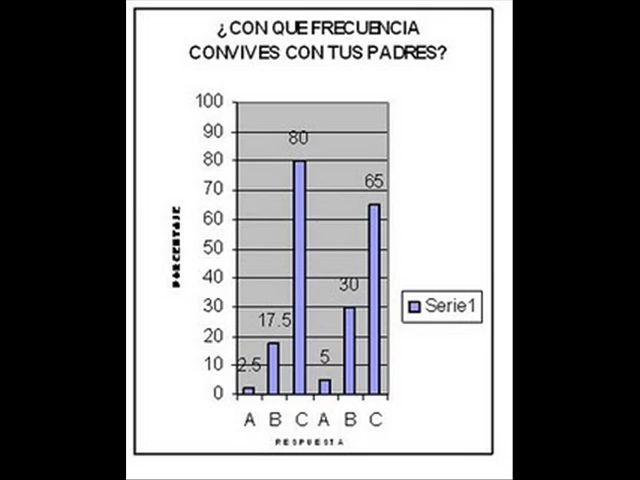 ¿CON QUE FRECUENCIA
CONVIVES CON TUS PADRES?
100
90
80
70
60
50
40
30
20
10
0
PORCENTAJE
2.5
17.5
80
5
30
65
A B C A B C
RESPUESTA
Serie1